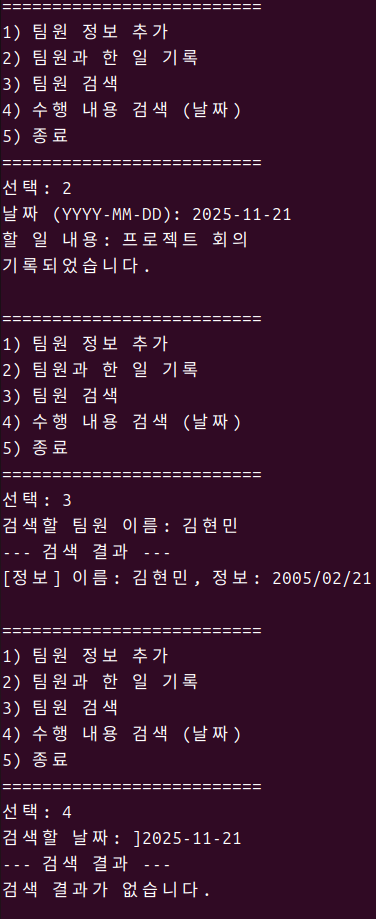 ==========================
1) 팀원 정보 추가
2) 팀원과 한 일 기록
3) 팀원 검색
4) 수행 내용 검색 (날짜)
5) 종료
==========================
선택: 2
날짜 (YYYY-MM-DD): 2025-11-21
할 일 내용: 프로젝트 회의
기록되었습니다.

==========================
1) 팀원 정보 추가
2) 팀원과 한 일 기록
3) 팀원 검색
4) 수행 내용 검색 (날짜)
5) 종료
==========================
선택: 3
검색할 팀원 이름: 김현민
--- 검색 결과 ---
[정보] 이름: 김현민, 정보: 2005/02/21

==========================
1) 팀원 정보 추가
2) 팀원과 한 일 기록
3) 팀원 검색
4) 수행 내용 검색 (날짜)
5) 종료
==========================
선택: 4
검색할 날짜: ]2025-11-21
--- 검색 결과 ---
검색 결과가 없습니다.